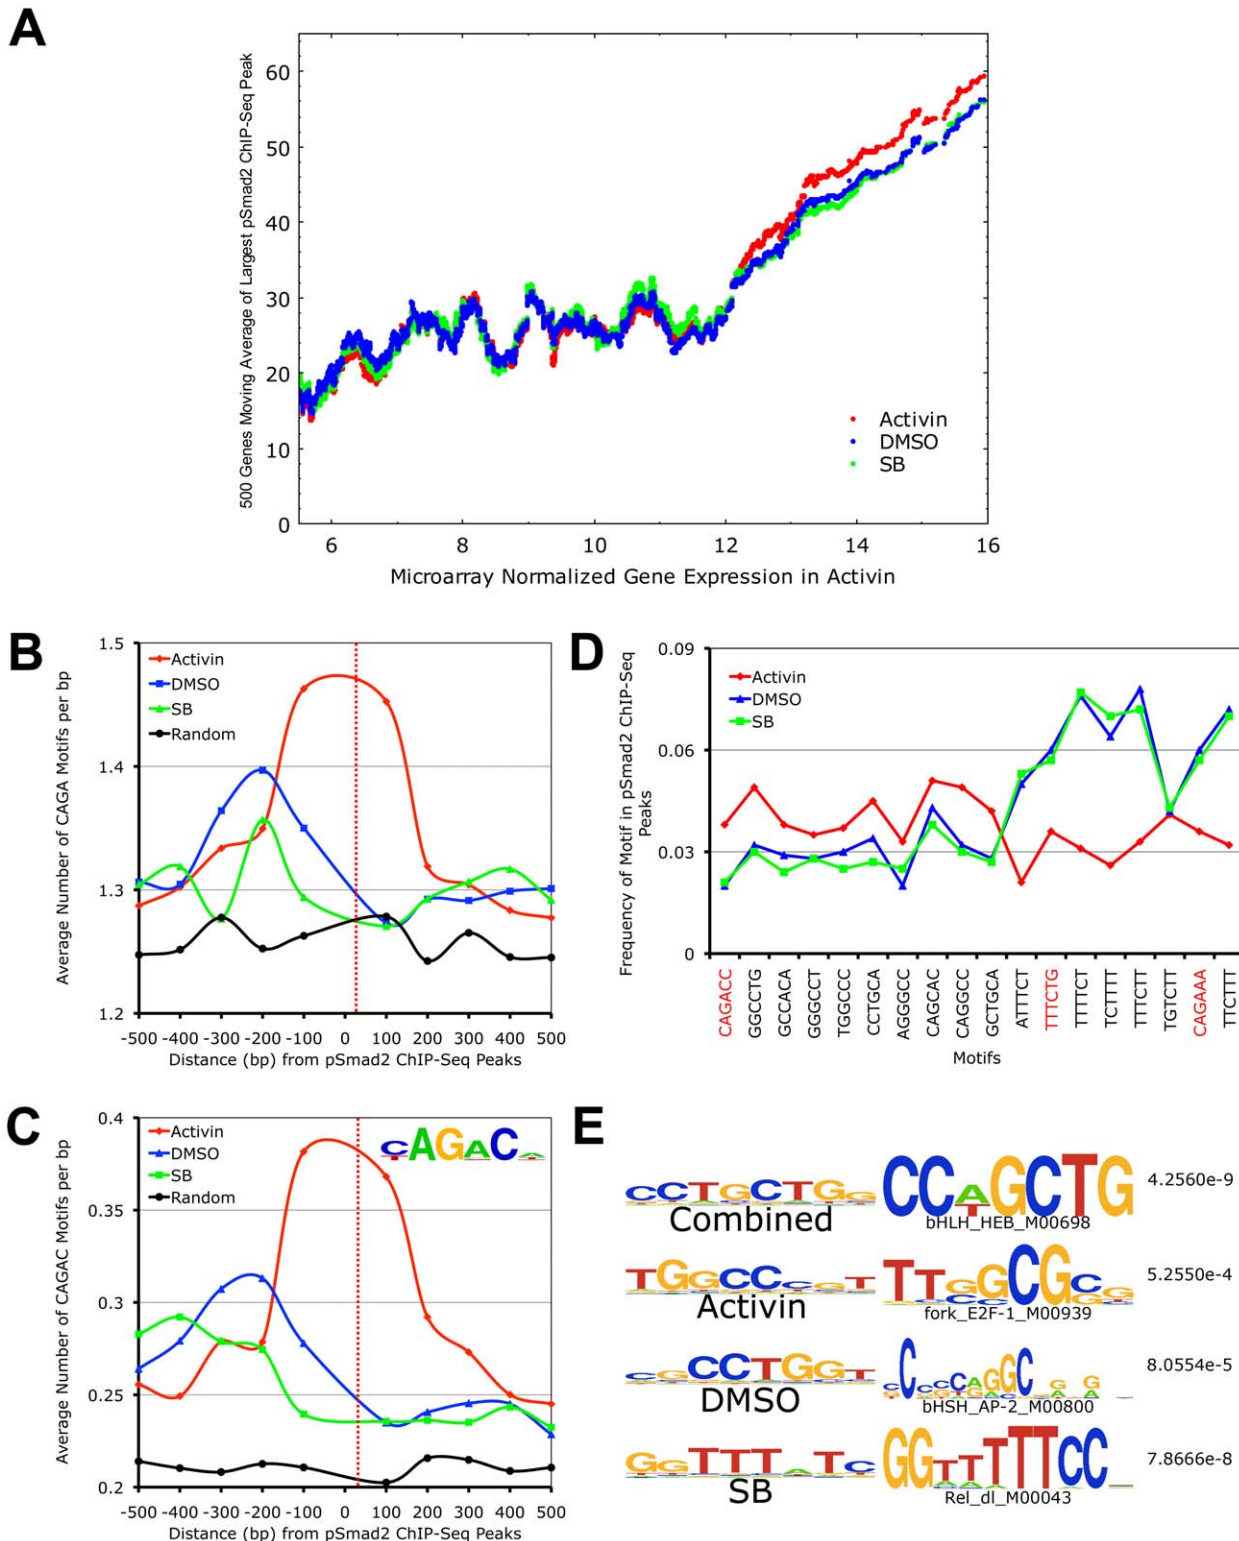 A
500 Genes Moving Average of Largest pSmad2 ChIP-Seq Peak
60
50
40
30
20
10
0
Activin
DMSO
SB
6 8 10 12 14 16
Microarray Normalized Gene Expression in Activin
B
Average Number of CAGA Motifs per bp
1.5
1.4
1.3
1.2
Activin
DMSO
SB
Random
-500 -400 -300 -200 -100 0 100 200 300 400 500
Distance (bp) from pSmad2 ChIP-Seq Peaks
C
Average Number of CAGAC Motifs per bp
0.4
0.35
0.3
0.25
0.2
Activin
DMSO
SB
Random
CAGAC
-500 -400 -300 -200 -100 0 100 200 300 400 500
Distance (bp) from pSmad2 ChIP-Seq Peaks
D
Frequency of Motif in pSmad2 ChIP-Seq
Peaks
0.09
0.06
0.03
0
Activin
DMSO
SB
CAGACC
GGCCTG
GCCACA
GGGCCT
TGGCCC
CCTGCA
AGGGCC
CAGCAC
CAGGCC
GCTGCA
ATTTCT
TTTCTG
TTTTCT
TCTTTT
TTTCTT
TGTCTT
CAGAAA
TTCTTT
Motifs
E
CCTGCTGG CCAGCTG 4.2560e-9
Combined bHLH_HEB_M00698
TGGCCCGT TTGGCGCG 5.2550e-4
Activin fork_E2F-1_M00939
CGCCTGGT 8.0554e-5
DMSO bHSH_AP-2_M00800
GGTTTATC GGTTTTTCC 7.8666e-8
SB Rel_dl_M00043